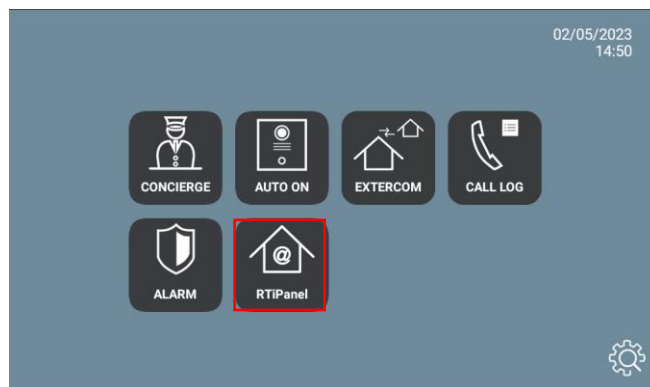 02/05/2023
14:50
CONCIERGE
AUTO ON
EXTERCOM
CALL LOG
ALARM
@
RTiPanel